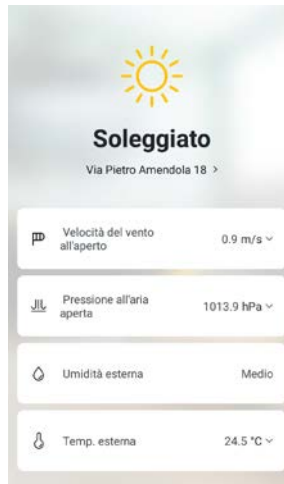 Soleggiato
Via Pietro Amendola 18 >
Velocità del vento
all'aperto
0.9 m/s
Pressione all'aria
aperta
1013.9 hPa
Umidità esterna
Medio
Temp. esterna
24.5 °C